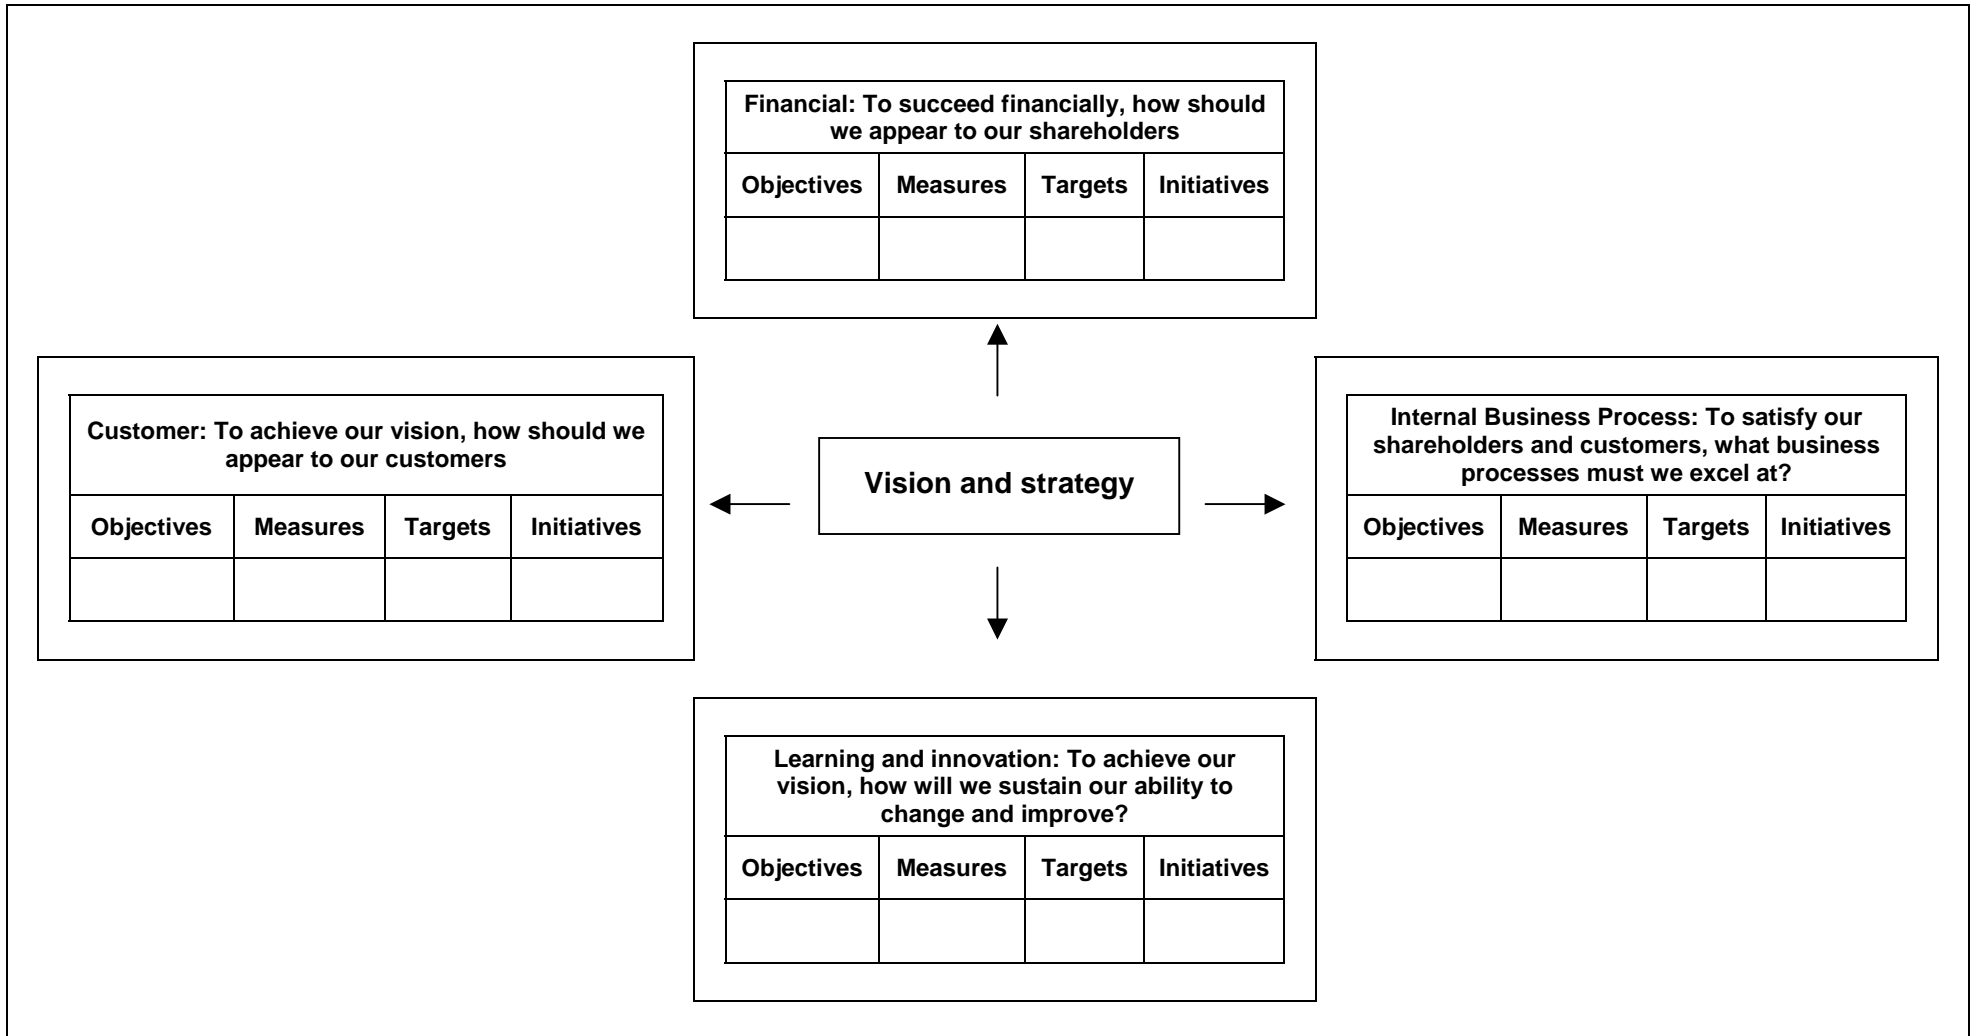 Financial: To succeed financially, how should
we appear to our shareholders
Objectives Measures Targets Initiatives
Customer: To achieve our vision, how should we
appear to our customers
Objectives Measures Targets Initiatives
Vision and strategy
Internal Business Process: To satisfy our
shareholders and customers, what business
processes must we excel at?
Objectives Measures Targets Initiatives
Learning and innovation: To achieve our
vision, how will we sustain our ability to
change and improve?
Objectives Measures Targets Initiatives